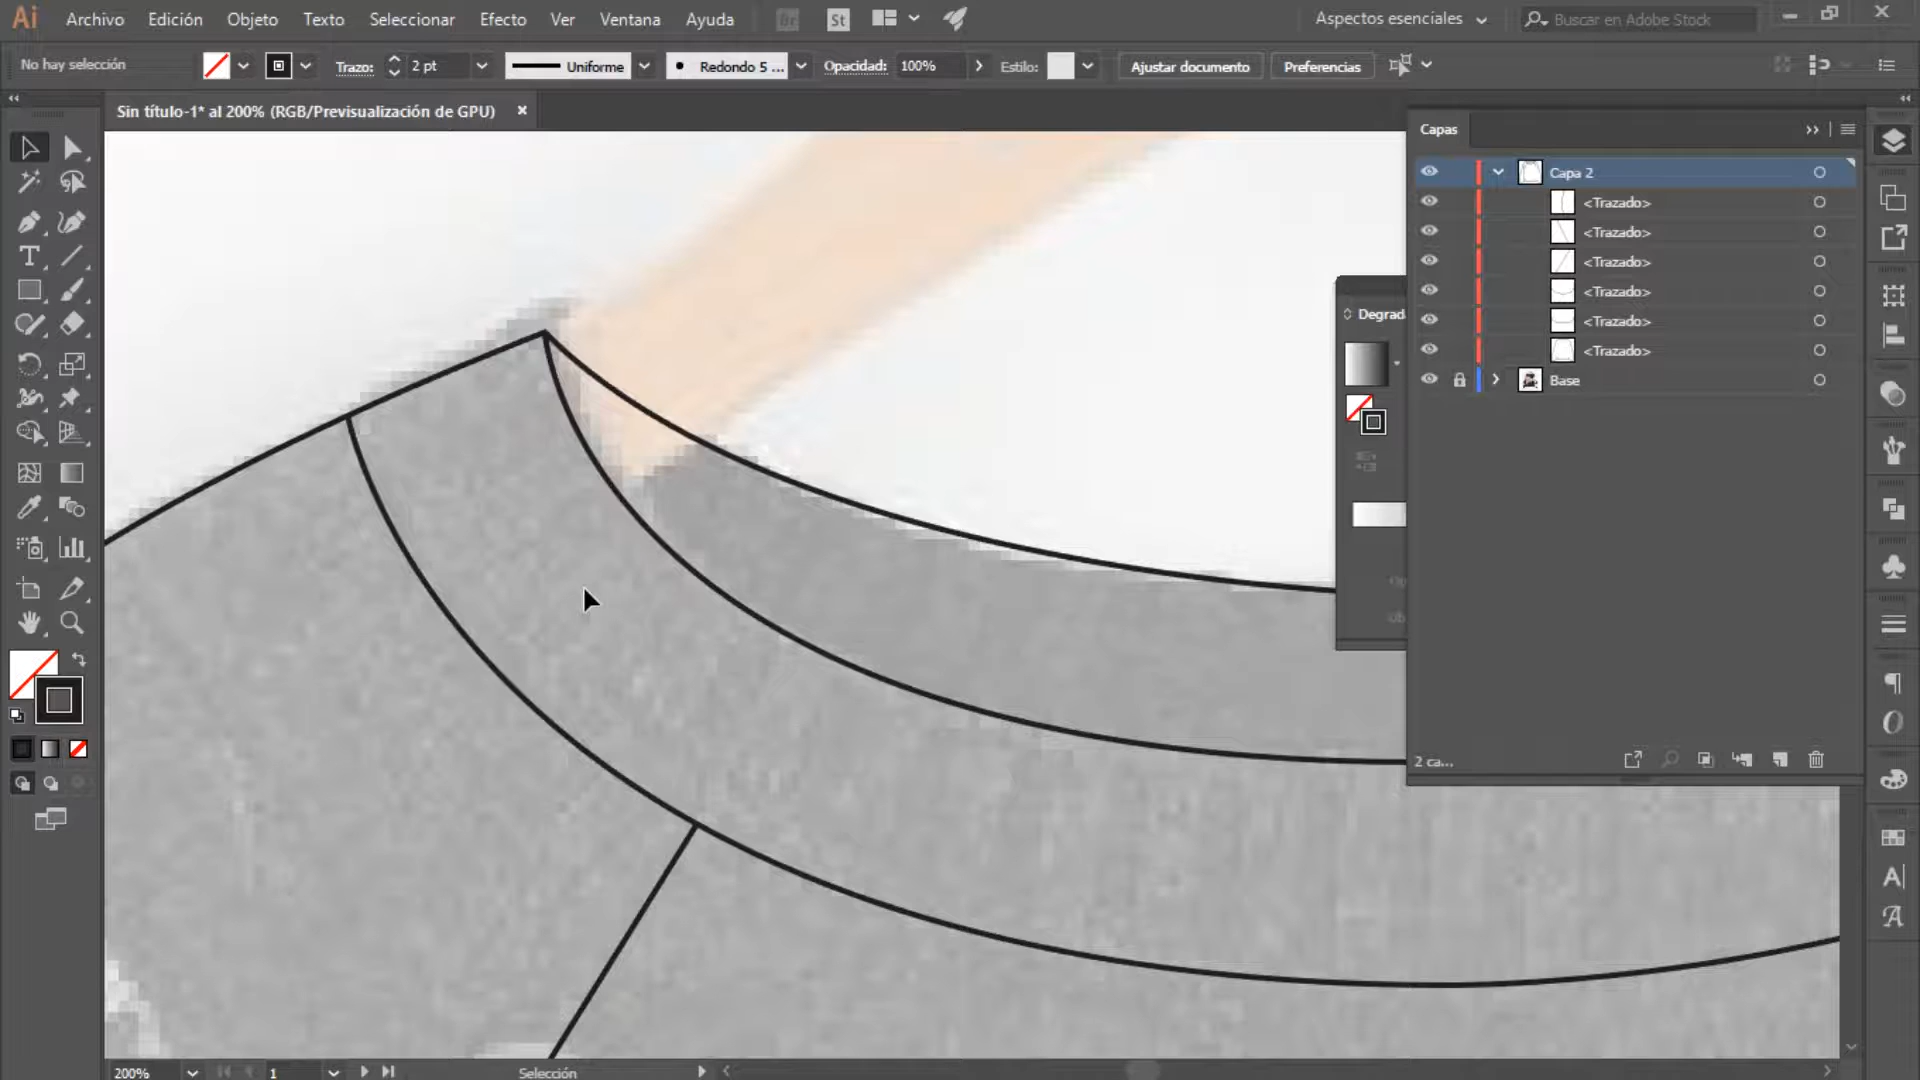 Ai Archivo Edición Objeto Texto Seleccionar Efecto Ver Ventana Ayuda Br St Aspectos esenciales Buscar en Adobe Stock
No hay selección Trazo: 2 pt Uniforme Redondo 5 ... Opacidad: 100% Estilo: Ajustar documento Preferencias
Sin título-1* al 200% (RGB/Previsualización de GPU)
Capas
Capa 2
<Trazado>
<Trazado>
<Trazado>
<Trazado>
<Trazado>
<Trazado>
Base
Degrad
2 ca...
200% 1 Selección